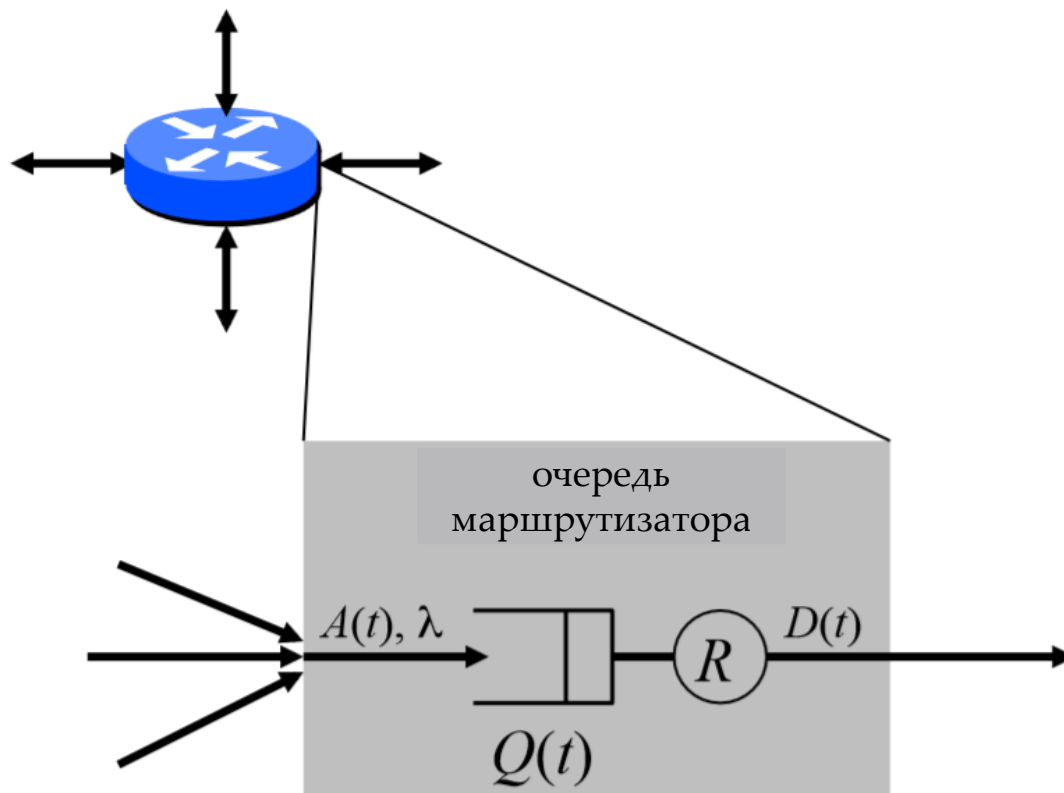 очередь
маршрутизатора
A(t), λ
D(t)
R
Q(t)